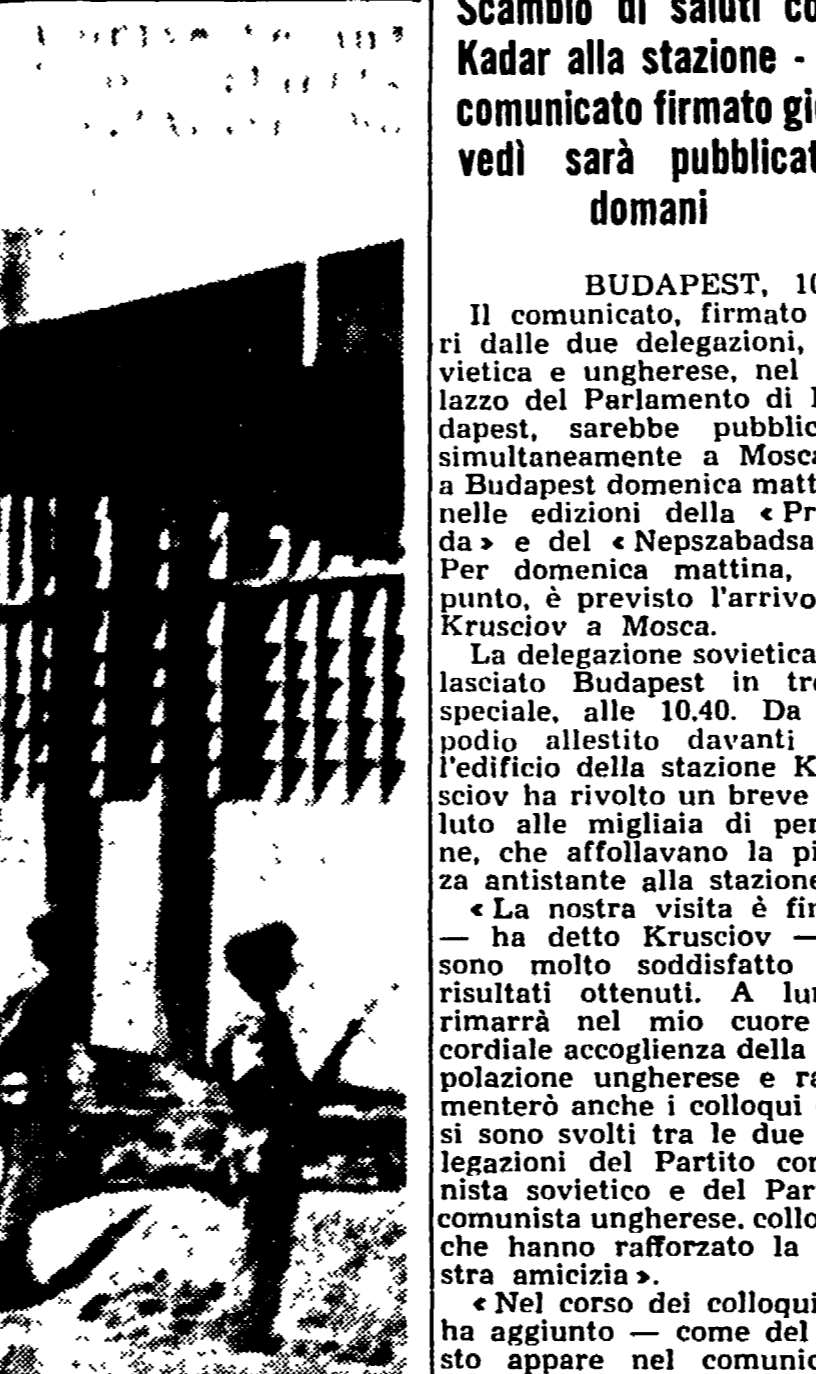 Scambio di saluti co
Kadar alla stazione -
comunicato firmato gio
vedì sarà pubblicat
domani
BUDAPEST, 10
Il comunicato, firmato
ri dalle due delegazioni,
vietica e ungherese, nel
lazzo del Parlamento di
dapest, sarebbe pubblic
simultaneamente a Mosca
a Budapest domenica matt
nelle edizioni della « Pr
da » e del « Nepszabadsa
Per domenica mattina,
punto, è previsto l'arrivo
Krusciov a Mosca.
La delegazione sovietica
lasciato Budapest in tre
speciale, alle 10,40. Da
podio allestito davanti
l'edificio della stazione K
sciov ha rivolto un breve
luto alle migliaia di per
ne, che affollavano la pi
za antistante alla stazione
« La nostra visita è fin
— ha detto Krusciov —
sono molto soddisfatto
risultati ottenuti. A lun
rimarrà nel mio cuore
cordiale accoglienza della
polazione ungherese e ra
menterò anche i colloqui
si sono svolti tra le due
legazioni del Partito com
nista sovietico e del Par
comunista ungherese, collo
che hanno rafforzato la
stra amicizia ».
« Nel corso dei colloqui
ha aggiunto — come del
sto appare nel comunic